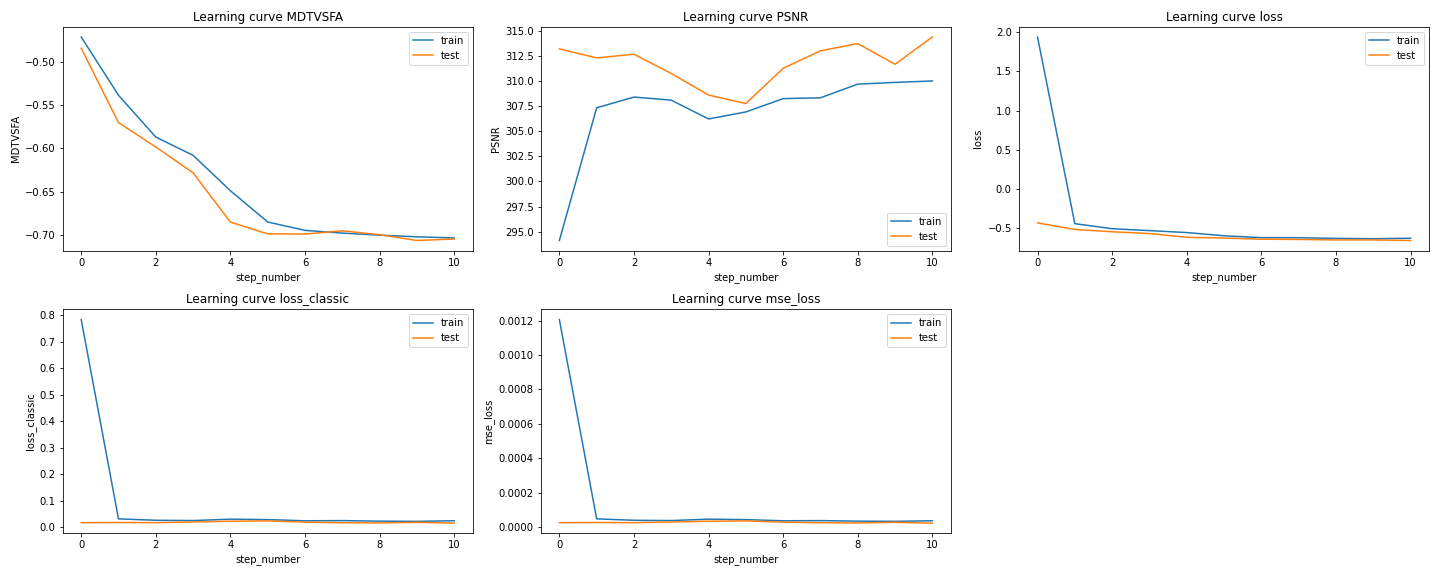 Learning curve MDTVSFA
MDTVSFA
−0.50
−0.55
−0.60
−0.65
−0.70
0 2 4 6 8 10
step_number
train
test
Learning curve PSNR
PSNR
315.0
312.5
310.0
307.5
305.0
302.5
300.0
297.5
295.0
0 2 4 6 8 10
step_number
train
test
Learning curve loss
loss
2.0
1.5
1.0
0.5
0.0
−0.5
0 2 4 6 8 10
step_number
train
test
Learning curve loss_classic
loss_classic
0.8
0.7
0.6
0.5
0.4
0.3
0.2
0.1
0.0
0 2 4 6 8 10
step_number
train
test
Learning curve mse_loss
mse_loss
0.0012
0.0010
0.0008
0.0006
0.0004
0.0002
0.0000
0 2 4 6 8 10
step_number
train
test